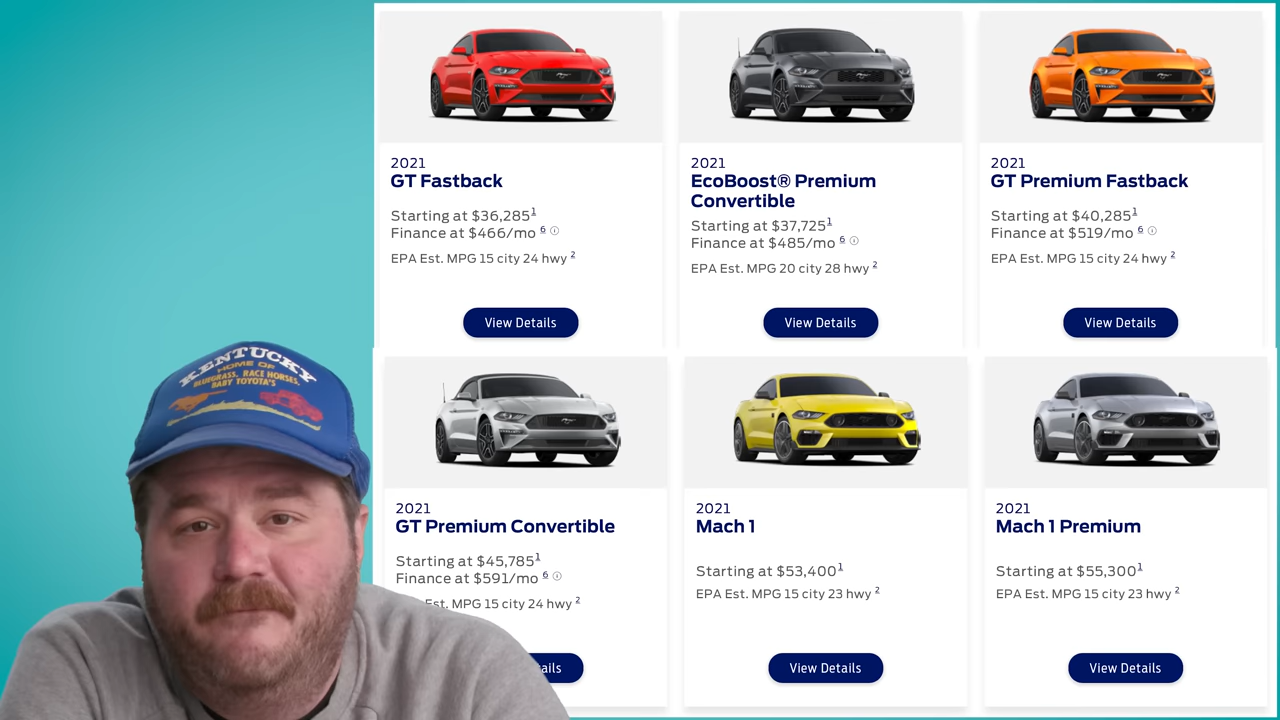 2021
GT Fastback
Starting at $36,285¹
Finance at $466/mo ⁶ ⓘ
EPA Est. MPG 15 city 24 hwy ²
View Details
2021
EcoBoost® Premium
Convertible
Starting at $37,725¹
Finance at $485/mo ⁶ ⓘ
EPA Est. MPG 20 city 28 hwy ²
View Details
2021
GT Premium Fastback
Starting at $40,285¹
Finance at $519/mo ⁶ ⓘ
EPA Est. MPG 15 city 24 hwy ²
View Details
2021
GT Premium Convertible
Starting at $45,785¹
Finance at $591/mo ⁶ ⓘ
Est. MPG 15 city 24 hwy ²
ails
2021
Mach 1
Starting at $53,400¹
EPA Est. MPG 15 city 23 hwy ²
View Details
2021
Mach 1 Premium
Starting at $55,300¹
EPA Est. MPG 15 city 23 hwy ²
View Details
KENTUCKY
HOME OF
BLUEGRASS, RACE HORSES,
BABY TOYOTA'S